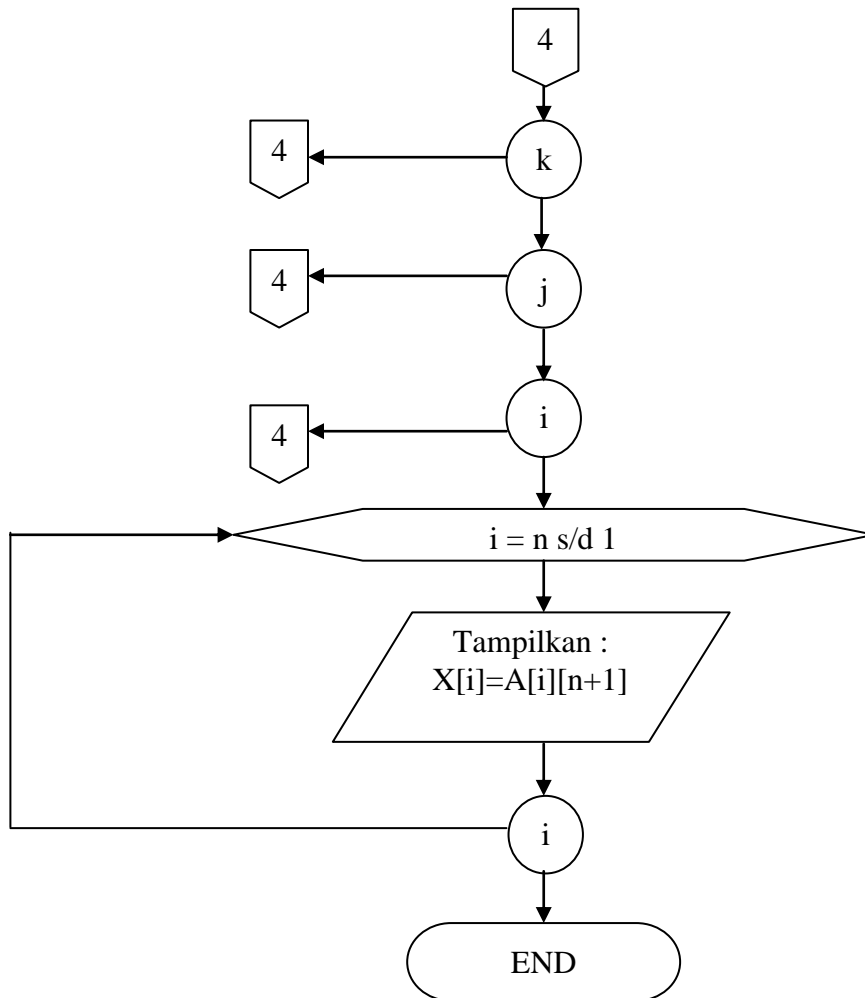 4
4
k
4
j
4
i
i = n s/d 1
Tampilkan :
X[i]=A[i][n+1]
i
END